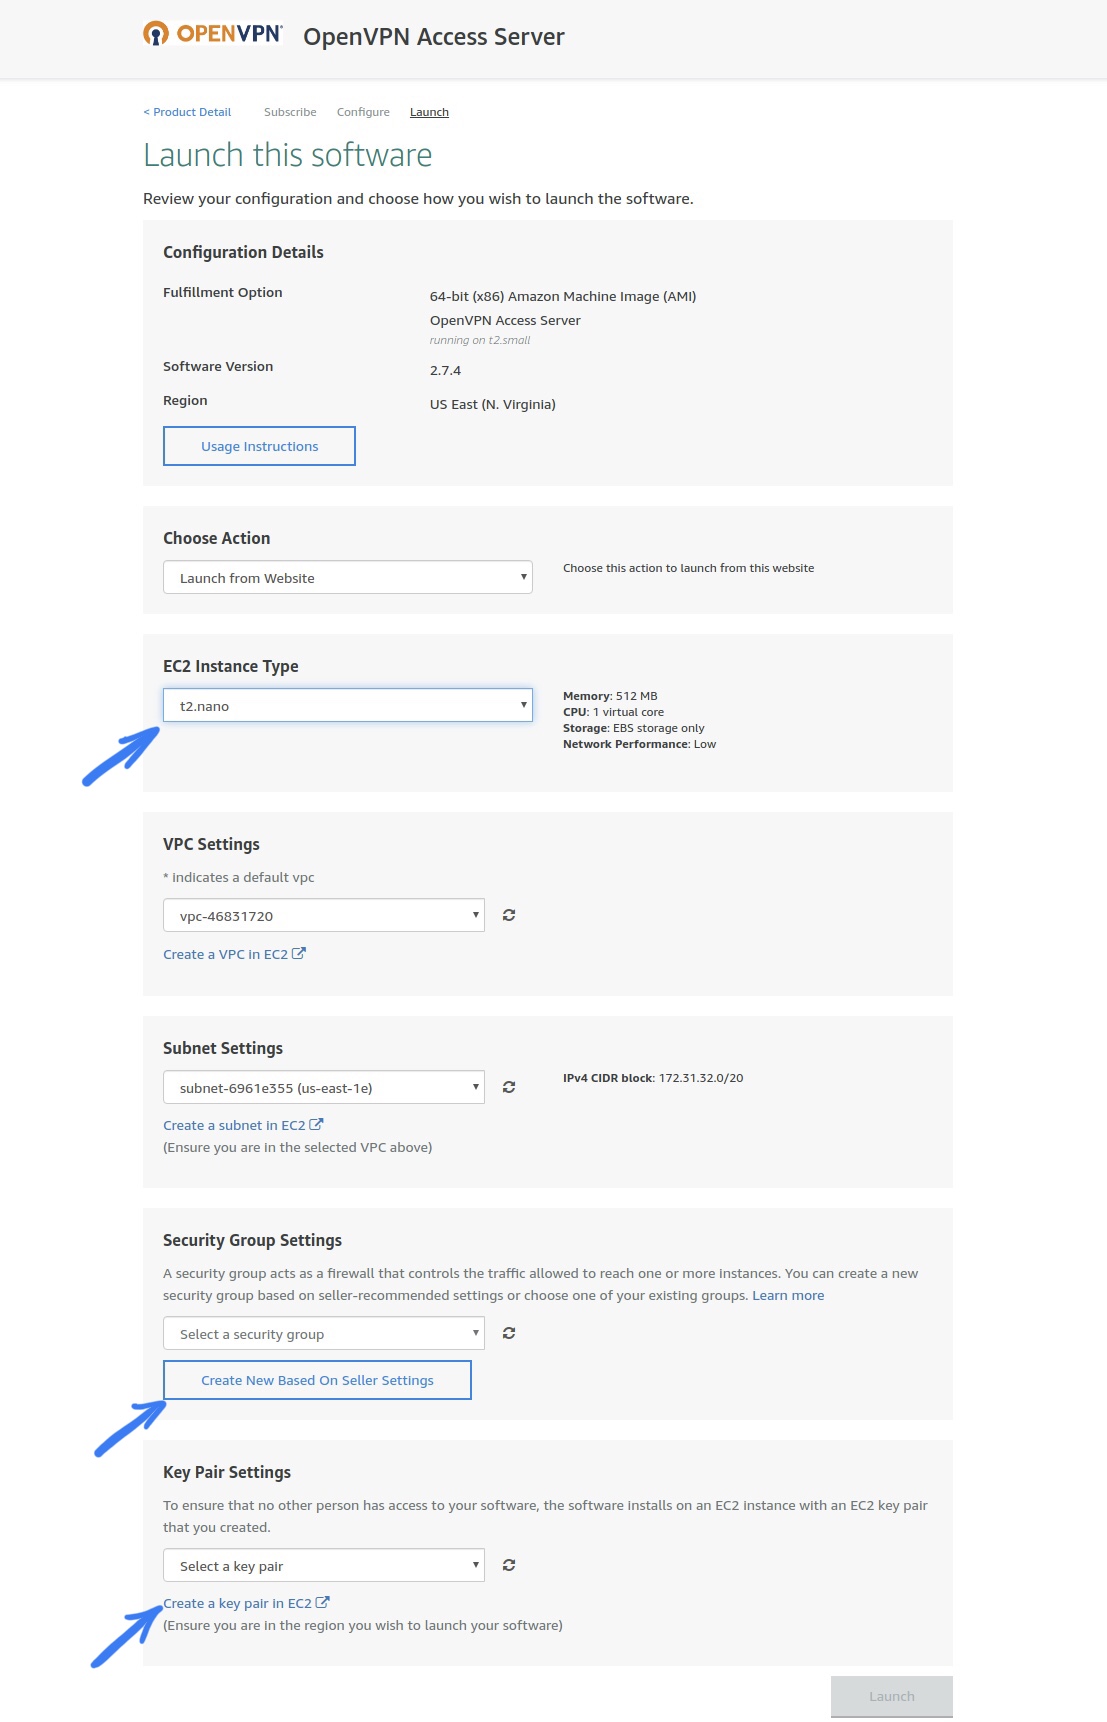 OPENVPN OpenVPN Access Server
< Product Detail Subscribe Configure Launch
Launch this software
Review your configuration and choose how you wish to launch the software.
Configuration Details
Fulfillment Option
64-bit (x86) Amazon Machine Image (AMI)
OpenVPN Access Server
running on t2.small
Software Version
2.7.4
Region
US East (N. Virginia)
Usage Instructions
Choose Action
Launch from Website
Choose this action to launch from this website
EC2 Instance Type
t2.nano
Memory: 512 MB
CPU: 1 virtual core
Storage: EBS storage only
Network Performance: Low
VPC Settings
* indicates a default vpc
vpc-46831720
Create a VPC in EC2
Subnet Settings
subnet-6961e355 (us-east-1e)
IPv4 CIDR block: 172.31.32.0/20
Create a subnet in EC2
(Ensure you are in the selected VPC above)
Security Group Settings
A security group acts as a firewall that controls the traffic allowed to reach one or more instances. You can create a new
security group based on seller-recommended settings or choose one of your existing groups. Learn more
Select a security group
Create New Based On Seller Settings
Key Pair Settings
To ensure that no other person has access to your software, the software installs on an EC2 instance with an EC2 key pair
that you created.
Select a key pair
Create a key pair in EC2
(Ensure you are in the region you wish to launch your software)
Launch